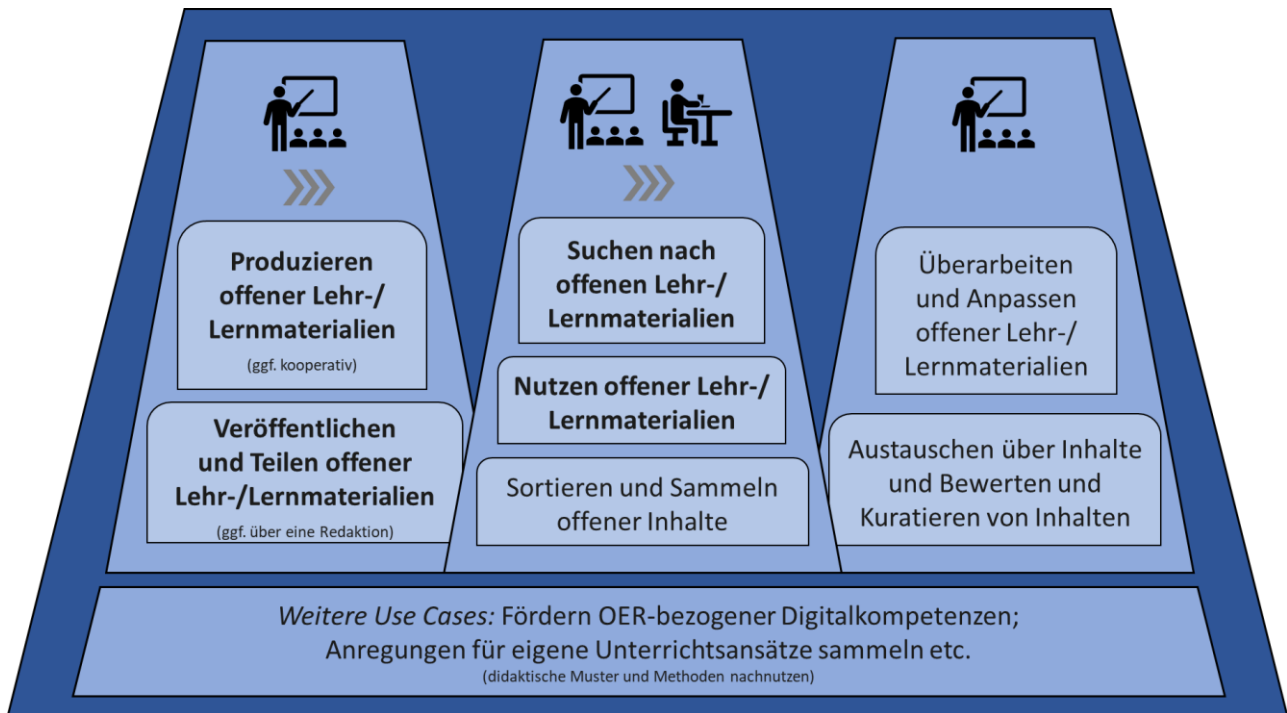 Produzieren
offener Lehr-/
Lernmaterialien
(ggf. kooperativ)
Veröffentlichen
und Teilen offener
Lehr-/Lernmaterialien
(ggf. über eine Redaktion)
Suchen nach
offenen Lehr-/
Lernmaterialien
Nutzen offener Lehr-/
Lernmaterialien
Sortieren und Sammeln
offener Inhalte
Überarbeiten
und Anpassen
offener Lehr-/
Lernmaterialien
Austauschen über Inhalte
und Bewerten und
Kuratieren von Inhalten
Weitere Use Cases: Fördern OER-bezogener Digitalkompetenzen;
Anregungen für eigene Unterrichtsansätze sammeln etc.
(didaktische Muster und Methoden nachnutzen)